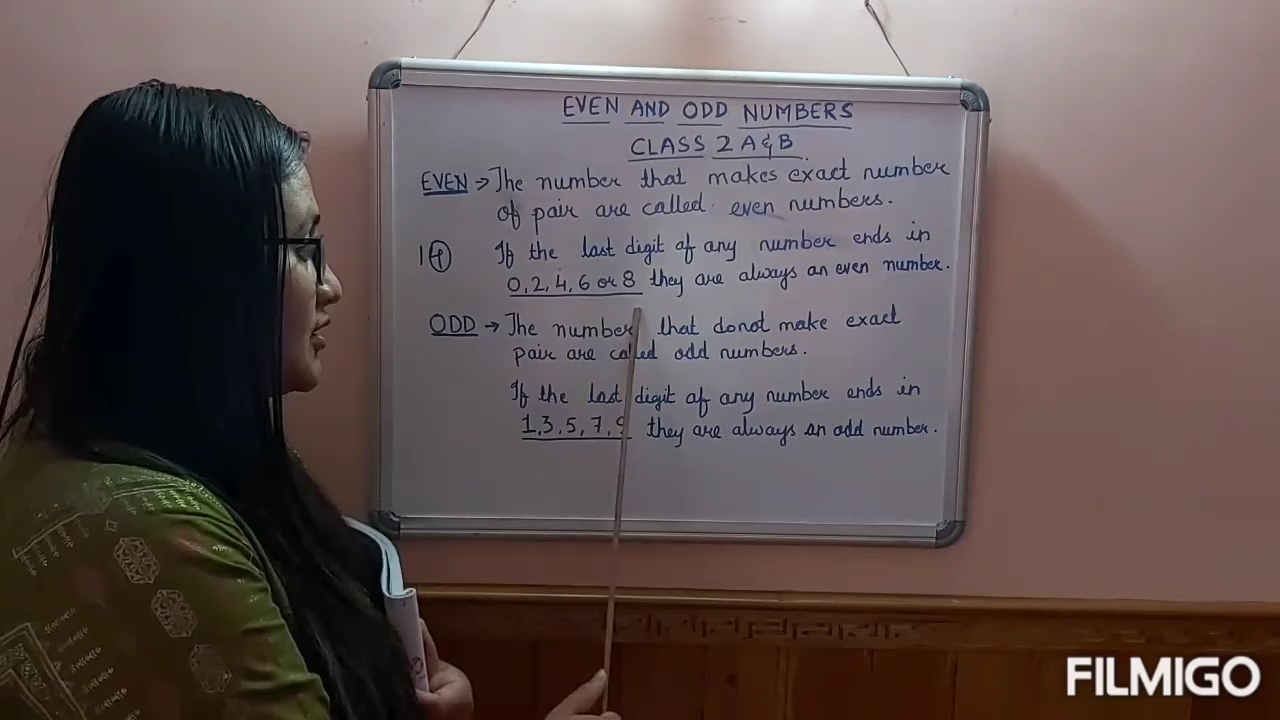 EVEN AND ODD NUMBERS
CLASS 2 A & B
EVEN → The number that makes exact number
of pair are called even numbers.
14 If the last digit of any number ends in
0, 2, 4, 6 or 8 they are always an even number.
ODD → The number that donot make exact
pair are called odd numbers.
If the last digit of any number ends in
1, 3, 5, 7, 9 they are always an odd number.
FILMIGO